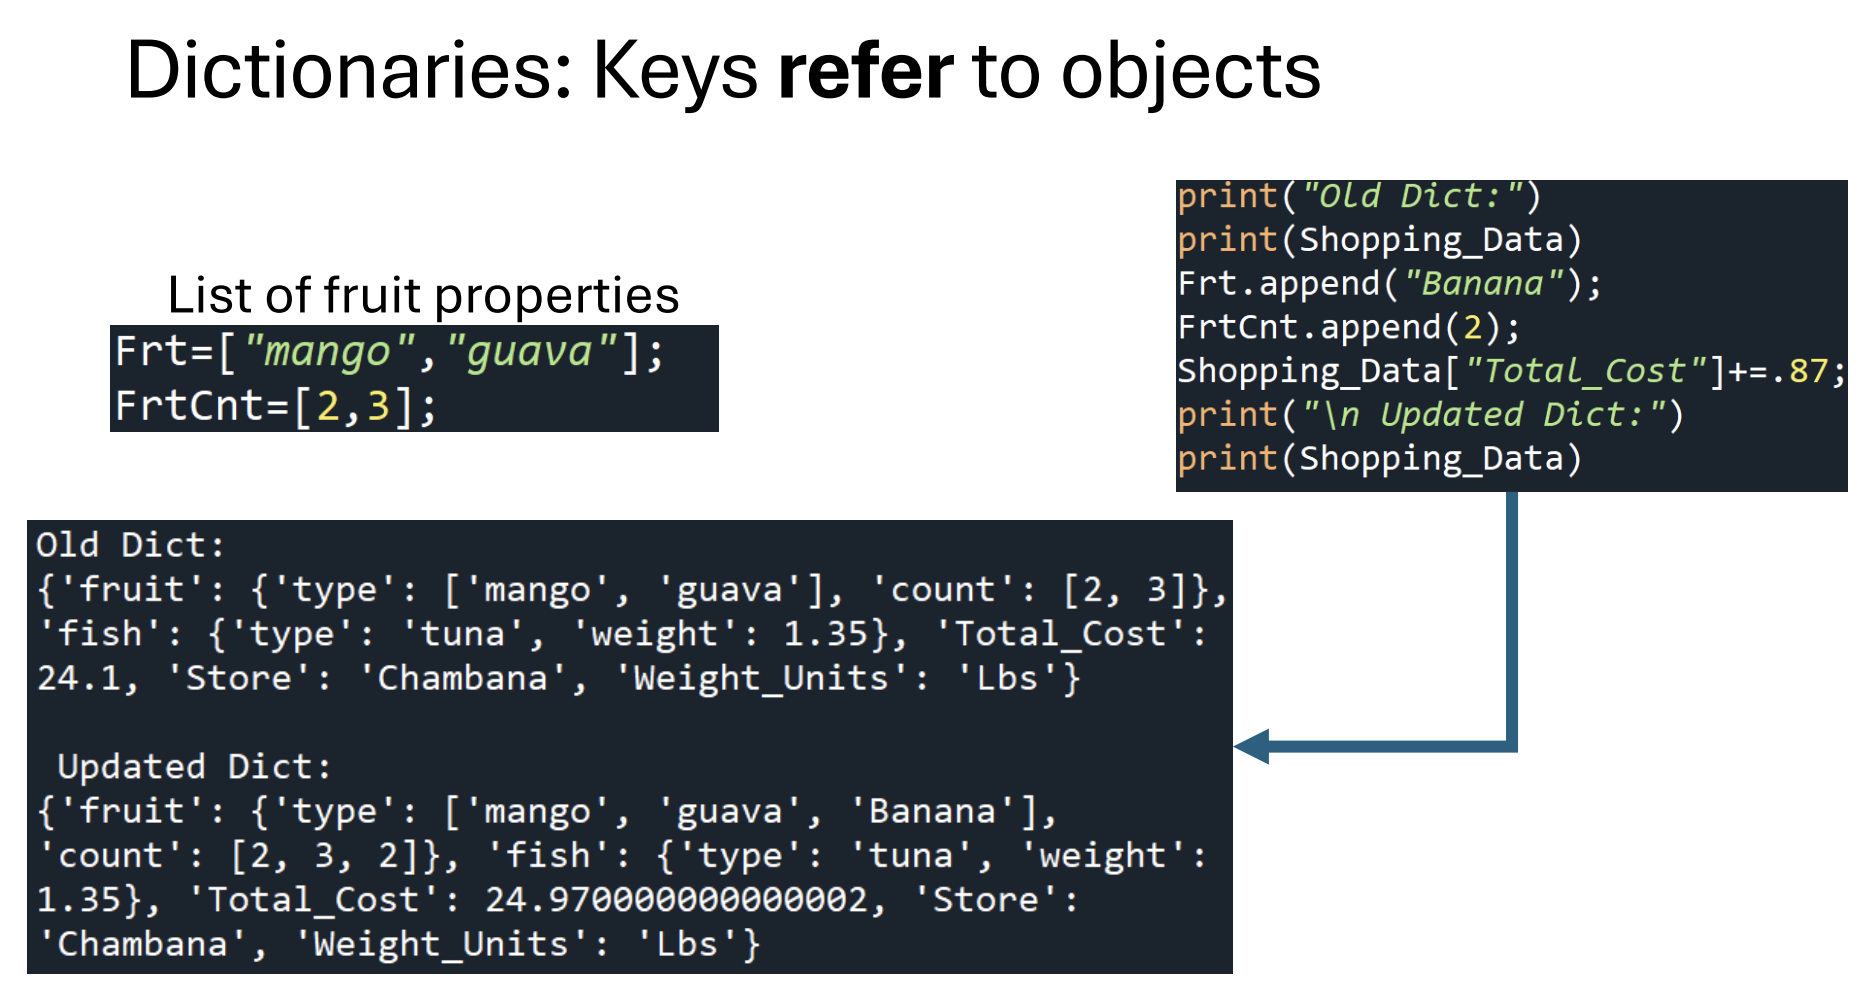 Dictionaries: Keys refer to objects
List of fruit properties
Frt=["mango","guava"];
FrtCnt=[2,3];
print("Old Dict:")
print(Shopping_Data)
Frt.append("Banana");
FrtCnt.append(2);
Shopping_Data["Total_Cost"]+=.87;
print("\n Updated Dict:")
print(Shopping_Data)
Old Dict:
{'fruit': {'type': ['mango', 'guava'], 'count': [2, 3]},
'fish': {'type': 'tuna', 'weight': 1.35}, 'Total_Cost':
24.1, 'Store': 'Chambana', 'Weight_Units': 'Lbs'}
Updated Dict:
{'fruit': {'type': ['mango', 'guava', 'Banana'],
'count': [2, 3, 2]}, 'fish': {'type': 'tuna', 'weight':
1.35}, 'Total_Cost': 24.970000000000002, 'Store':
'Chambana', 'Weight_Units': 'Lbs'}